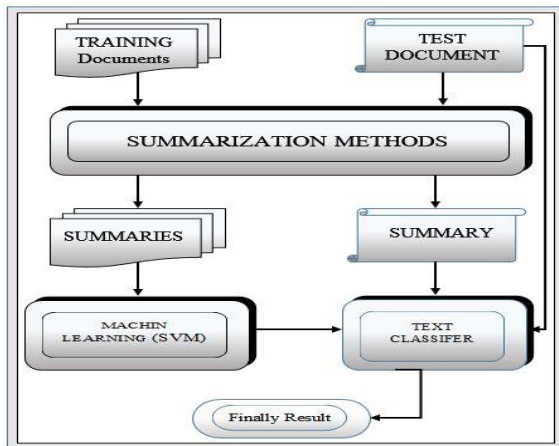 TRAINING
Documents
TEST
DOCUMENT
SUMMARIZATION METHODS
SUMMARIES
SUMMARY
MACHIN
LEARNING (SVM)
TEXT
CLASSIFER
Finally Result